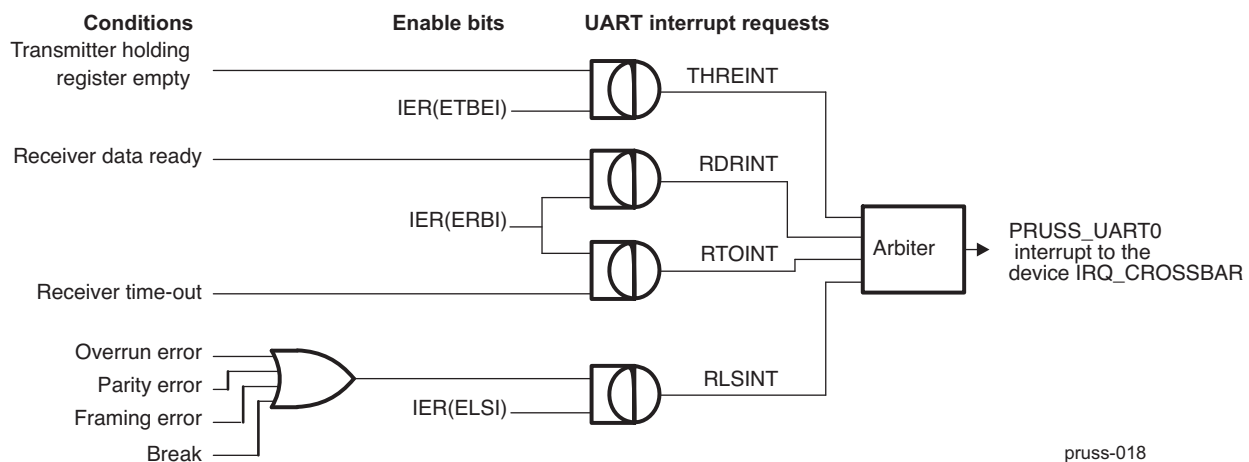 Conditions
Enable bits
UART interrupt requests
Transmitter holding
register empty
THREINT
IER(ETBEI)
Receiver data ready
RDRINT
IER(ERBI)
RTOINT
Receiver time-out
Arbiter
PRUSS_UART0
interrupt to the
device IRQ_CROSSBAR
Overrun error
Parity error
Framing error
Break
RLSINT
IER(ELSI)
pruss-018